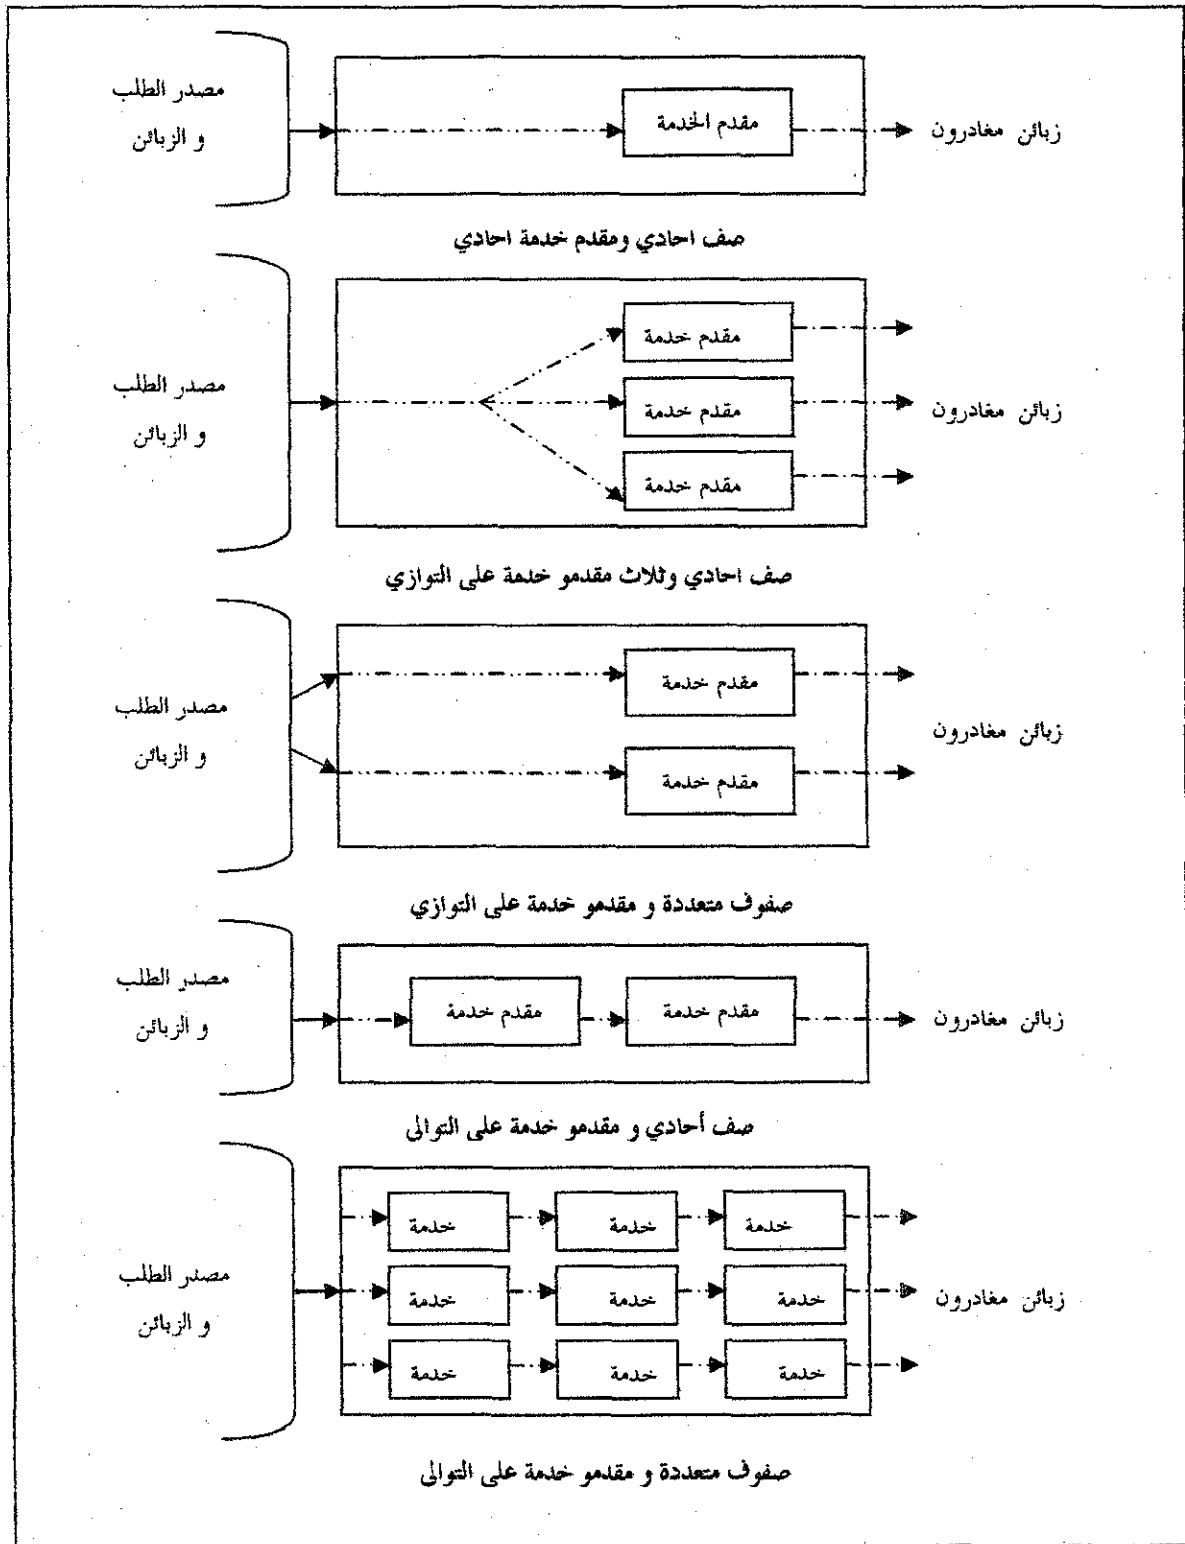 مصدر الطلب
و الزبائن
مقدم الخدمة
زبائن مغادرون
صف احادي ومقدم خدمة احادي
مصدر الطلب
و الزبائن
مقدم خدمة
مقدم خدمة
مقدم خدمة
زبائن مغادرون
صف احادي وثلاث مقدمو خدمة على التوازي
مصدر الطلب
و الزبائن
مقدم خدمة
مقدم خدمة
زبائن مغادرون
صفوف متعددة و مقدمو خدمة على التوازي
مصدر الطلب
و الزبائن
مقدم خدمة
مقدم خدمة
زبائن مغادرون
صف أحادي و مقدمو خدمة على التوالى
مصدر الطلب
و الزبائن
خدمة
خدمة
خدمة
خدمة
خدمة
خدمة
خدمة
خدمة
خدمة
زبائن مغادرون
صفوف متعددة و مقدمو خدمة على التوالى